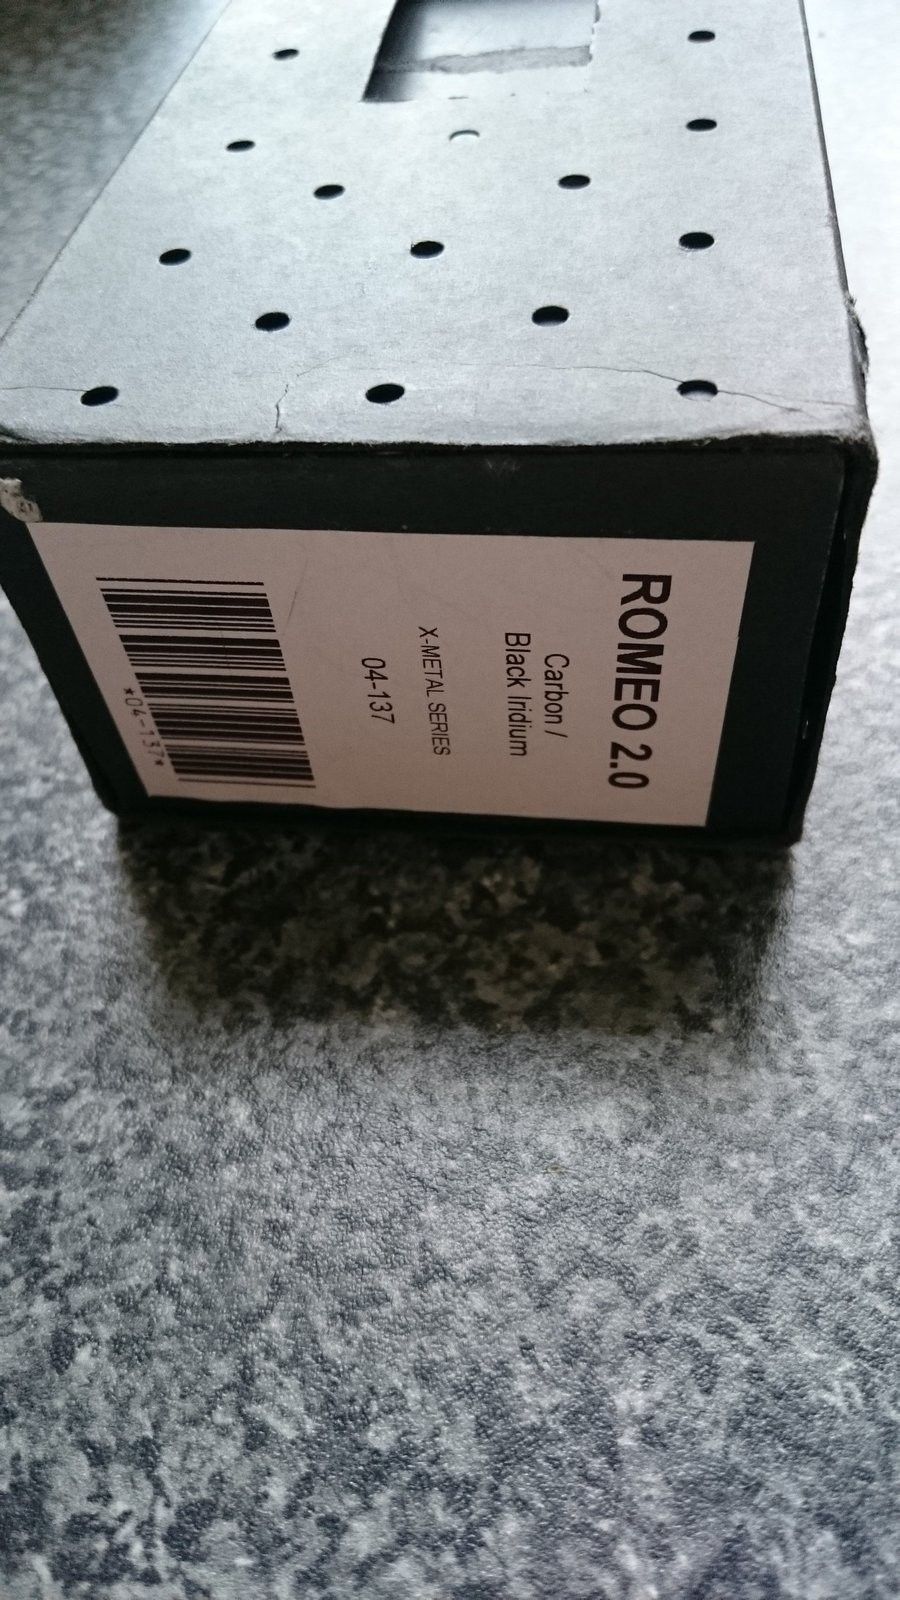 ROMEO 2.0
Carbon /
Black Iridium
X-METAL SERIES
04-137
*04-137*